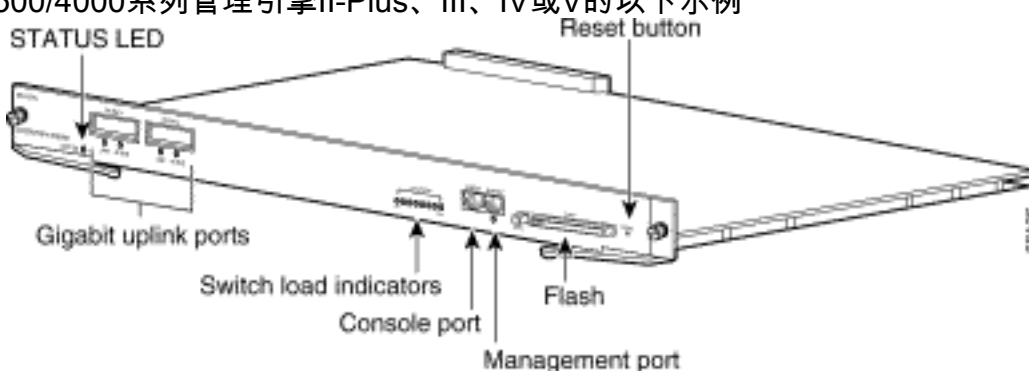 500/4000系列管理引擎II-Plus、III、IV或V的以下示例
STATUS LED
Reset button
Gigabit uplink ports
Switch load indicators
Flash
Console port
Management port